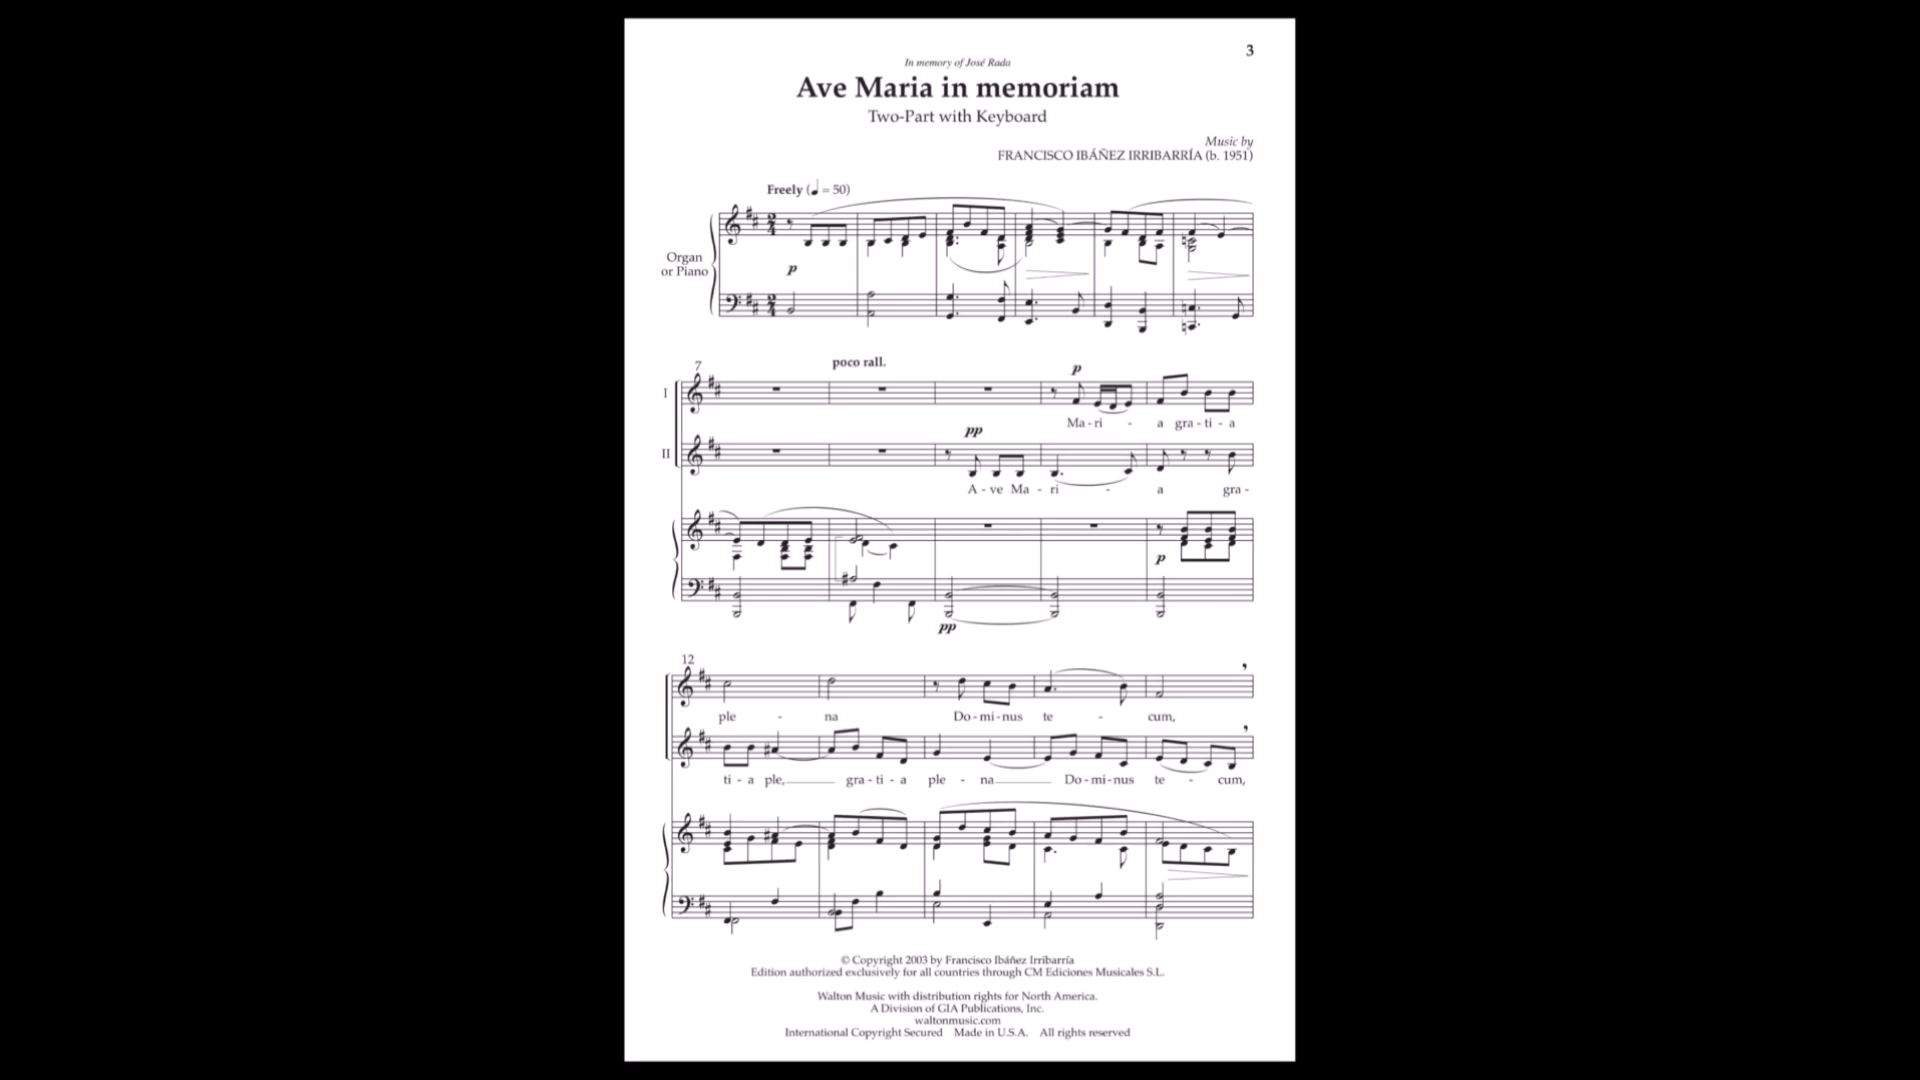 3
In memory of José Rada
Ave Maria in memoriam
Two-Part with Keyboard
Music by
FRANCISCO IBÁÑEZ IRRIBARRÍA (b. 1951)
Freely (♩ = 50)
Organ
or Piano
p
7
poco rall.
p
I
Ma - ri - a gra - ti - a
pp
II
A - ve Ma - ri - a gra -
p
pp
12
ple - na Do - mi - nus te - cum,
ti - a ple, gra - ti - a ple - na Do - mi - nus te - cum,
© Copyright 2003 by Francisco Ibáñez Irribarría
Edition authorized exclusively for all countries through CM Ediciones Musicales S.L.
Walton Music with distribution rights for North America.
A Division of GIA Publications, Inc.
waltonmusic.com
International Copyright Secured Made in U.S.A. All rights reserved